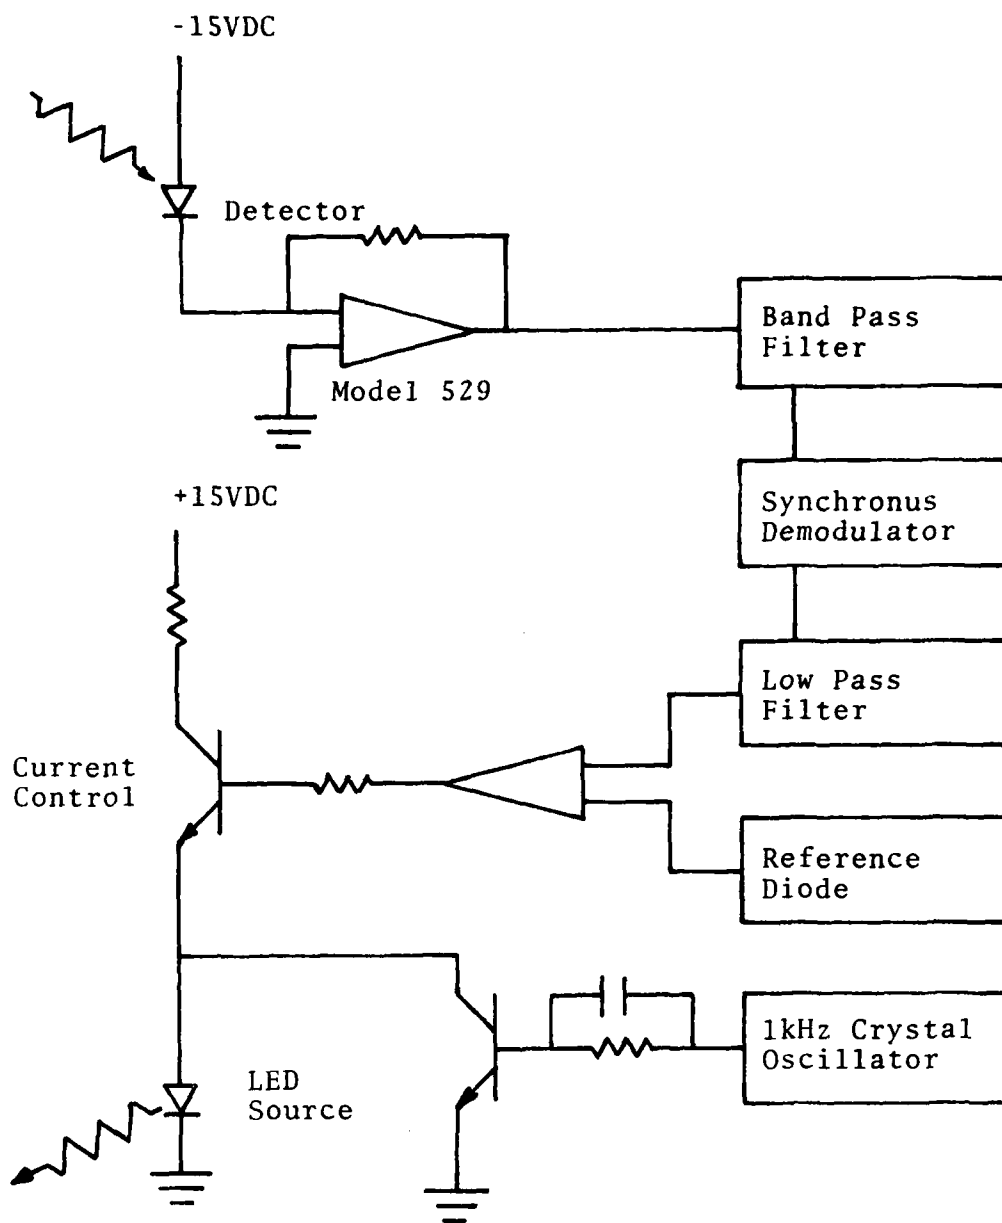 -15VDC
Detector
Model 529
Band Pass
Filter
Synchronus
Demodulator
Low Pass
Filter
Reference
Diode
+15VDC
Current
Control
LED
Source
1kHz Crystal
Oscillator